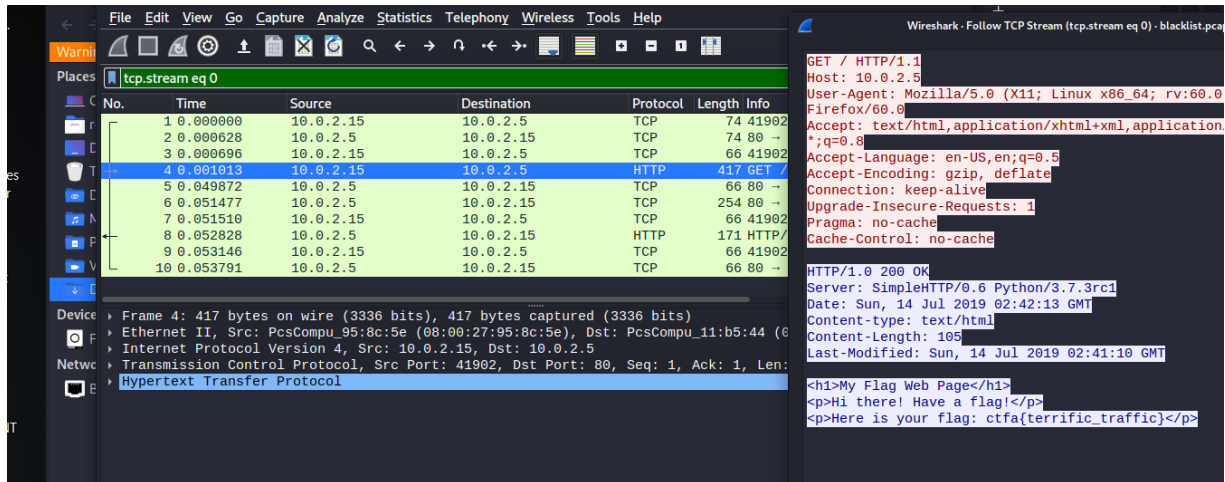 File Edit View Go Capture Analyze Statistics Telephony Wireless Tools Help
Wireshark · Follow TCP Stream (tcp.stream eq 0) · blacklist.pcap
Places
tcp.stream eq 0
No. Time Source Destination Protocol Length Info
1 0.000000 10.0.2.15 10.0.2.5 TCP 74 41902
2 0.000628 10.0.2.5 10.0.2.15 TCP 74 80 →
3 0.000696 10.0.2.15 10.0.2.5 TCP 66 41902
4 0.001013 10.0.2.15 10.0.2.5 HTTP 417 GET /
5 0.049872 10.0.2.5 10.0.2.15 TCP 66 80 →
6 0.051477 10.0.2.5 10.0.2.15 TCP 254 80 →
7 0.051510 10.0.2.15 10.0.2.5 TCP 66 41902
8 0.052828 10.0.2.5 10.0.2.15 HTTP 171 HTTP/
9 0.053146 10.0.2.15 10.0.2.5 TCP 66 41902
10 0.053791 10.0.2.5 10.0.2.15 TCP 66 80 →
Device
Netwo
Frame 4: 417 bytes on wire (3336 bits), 417 bytes captured (3336 bits)
Ethernet II, Src: PcsCompu_95:8c:5e (08:00:27:95:8c:5e), Dst: PcsCompu_11:b5:44 (0
Internet Protocol Version 4, Src: 10.0.2.15, Dst: 10.0.2.5
Transmission Control Protocol, Src Port: 41902, Dst Port: 80, Seq: 1, Ack: 1, Len:
Hypertext Transfer Protocol
GET / HTTP/1.1
Host: 10.0.2.5
User-Agent: Mozilla/5.0 (X11; Linux x86_64; rv:60.0
Firefox/60.0
Accept: text/html,application/xhtml+xml,application.
*;q=0.8
Accept-Language: en-US,en;q=0.5
Accept-Encoding: gzip, deflate
Connection: keep-alive
Upgrade-Insecure-Requests: 1
Pragma: no-cache
Cache-Control: no-cache
HTTP/1.0 200 OK
Server: SimpleHTTP/0.6 Python/3.7.3rc1
Date: Sun, 14 Jul 2019 02:42:13 GMT
Content-type: text/html
Content-Length: 105
Last-Modified: Sun, 14 Jul 2019 02:41:10 GMT
<h1>My Flag Web Page</h1>
<p>Hi there! Have a flag!</p>
<p>Here is your flag: ctfa{terrific_traffic}</p>